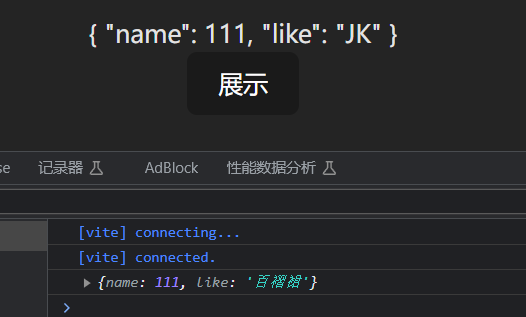 { "name": 111, "like": "JK" }
展示
se 记录器 AdBlock 性能数据分析
[vite] connecting...
[vite] connected.
{name: 111, like: '百褶裙'}